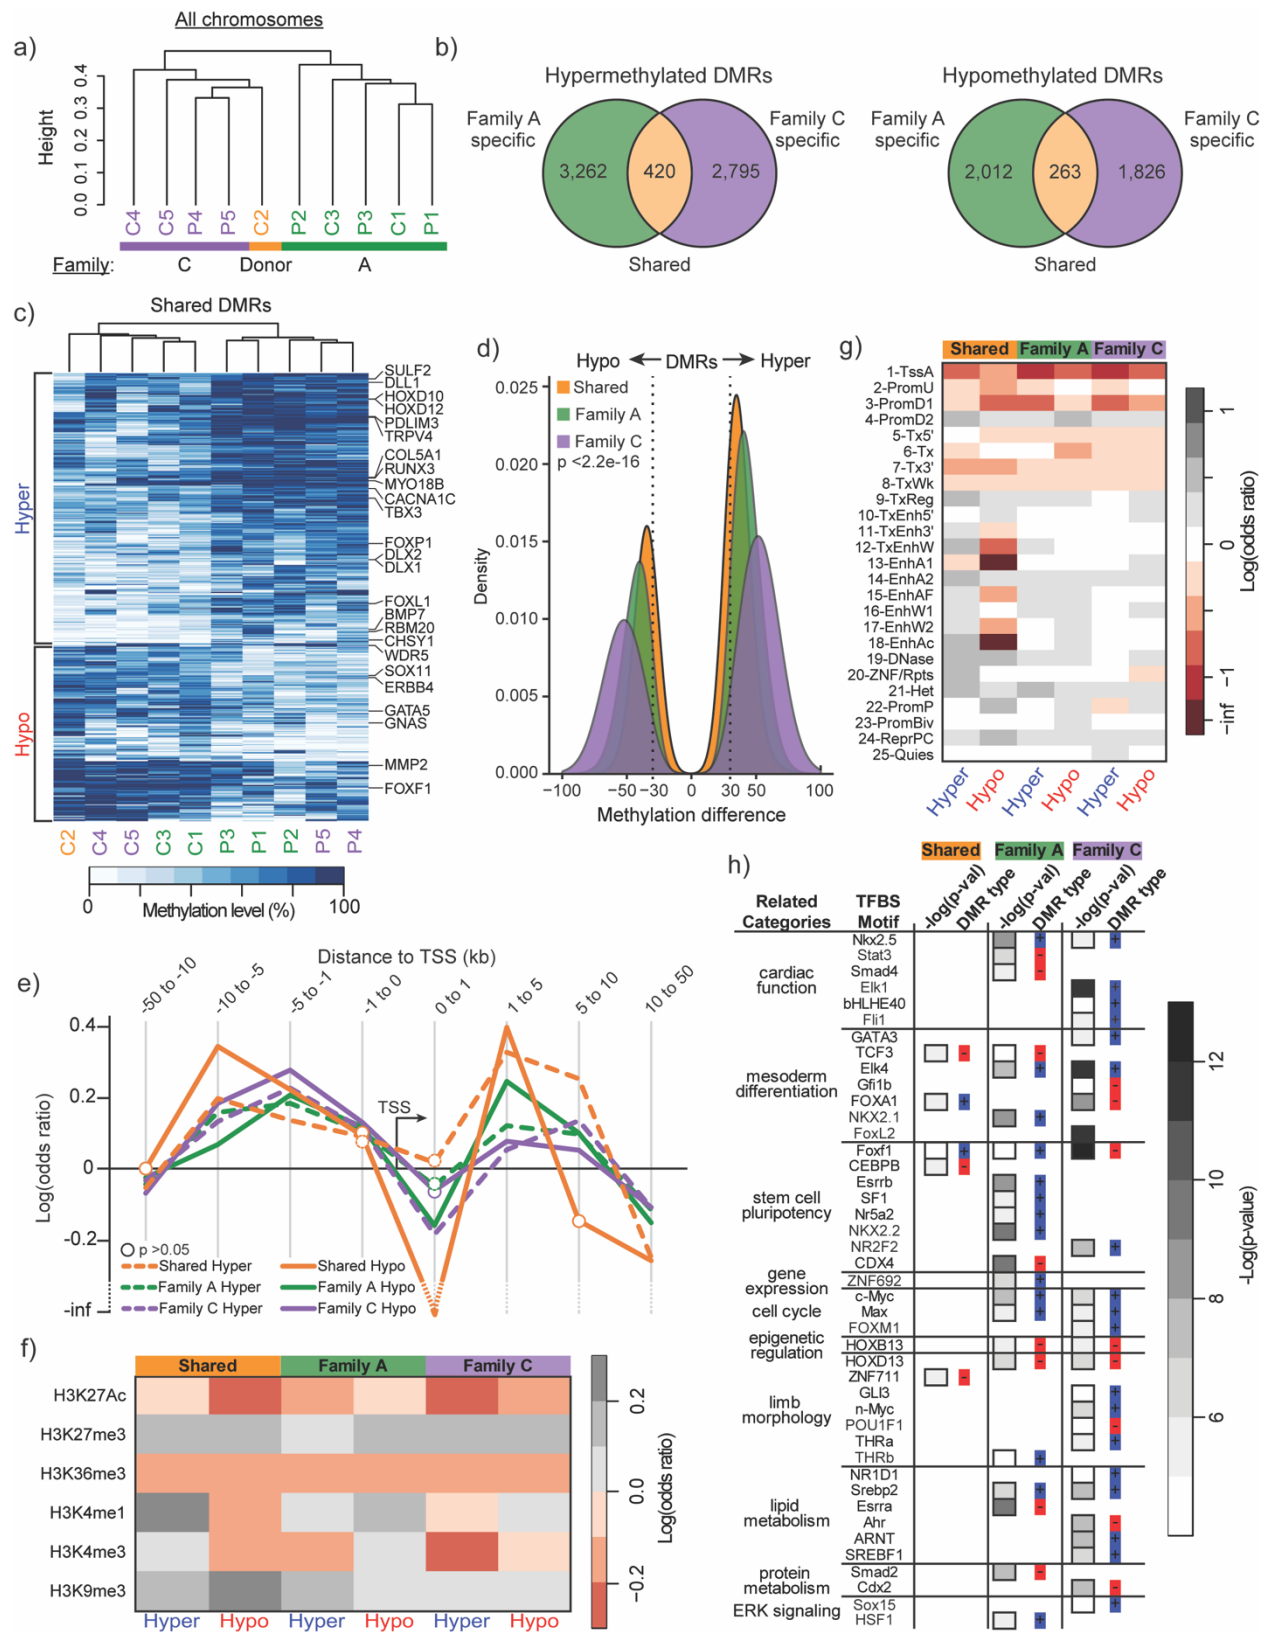 All chromosomes
a)
Height
0.0 0.1 0.2 0.3 0.4
C4 C5 P4 P5 C2 P2 C3 P3 C1 P1
Family: C Donor A
b)
Hypermethylated DMRs
Family A specific
Family C specific
3,262 420 2,795
Shared
Hypomethylated DMRs
Family A specific
Family C specific
2,012 263 1,826
Shared
c)
Shared DMRs
Hyper
Hypo
SULF2
DLL1
HOXD10
HOXD12
PDLIM3
TRPV4
COL5A1
RUNX3
MYO18B
CACNA1C
TBX3
FOXP1
DLX2
DLX1
FOXL1
BMP7
RBM20
CHSY1
WDR5
SOX11
ERBB4
GATA5
GNAS
MMP2
FOXF1
C2 C4 C5 C3 C1 P3 P1 P2 P5 P4
0 Methylation level (%) 100
d)
Hypo DMRs Hyper
Shared
Family A
Family C
p <2.2e-16
Density
0.025
0.020
0.015
0.010
0.005
0.000
−100 −50 −30 0 30 50 100
Methylation difference
g)
Shared Family A Family C
1-TssA
2-PromU
3-PromD1
4-PromD2
5-Tx5'
6-Tx
7-Tx3'
8-TxWk
9-TxReg
10-TxEnh5'
11-TxEnh3'
12-TxEnhW
13-EnhA1
14-EnhA2
15-EnhAF
16-EnhW1
17-EnhW2
18-EnhAc
19-DNase
20-ZNF/Rpts
21-Het
22-PromP
23-PromBiv
24-ReprPC
25-Quies
Hyper Hypo Hyper Hypo Hyper Hypo
1
0
−1
−inf
Log(odds ratio)
e)
Distance to TSS (kb)
-50 to -10 -10 to -5 -5 to -1 -1 to 0 0 to 1 1 to 5 5 to 10 10 to 50
Log(odds ratio)
0.4
0.2
0
-0.2
-inf
TSS
p >0.05
Shared Hyper Shared Hypo
Family A Hyper Family A Hypo
Family C Hyper Family C Hypo
f)
Shared Family A Family C
H3K27Ac
H3K27me3
H3K36me3
H3K4me1
H3K4me3
H3K9me3
Hyper Hypo Hyper Hypo Hyper Hypo
0.2
0.0
−0.2
Log(odds ratio)
h)
Shared Family A Family C
Related Categories
TFBS Motif
-log(p-val) DMR type -log(p-val) DMR type -log(p-val) DMR type
cardiac function
Nkx2.5 + +
Stat3 -
Smad4 -
Elk1 +
bHLHE40 +
Fli1 +
mesoderm differentiation
GATA3 +
TCF3 - -
Elk4 + +
Gfi1b -
FOXA1 + -
NKX2.1 +
FoxL2
stem cell pluripotency
Foxf1 + + -
CEBPB -
Esrrb +
SF1 +
Nr5a2 +
NKX2.2 +
NR2F2 +
CDX4 -
gene expression
ZNF692 +
cell cycle
c-Myc + +
Max + +
FOXM1 +
epigenetic regulation
HOXB13 - -
limb morphology
HOXD13 - -
ZNF711 -
GLI3 +
n-Myc +
POU1F1 -
THRa +
THRb +
lipid metabolism
NR1D1 +
Srebp2 + +
Esrra -
Ahr -
ARNT +
SREBF1 +
protein metabolism
Smad2 -
Cdx2 -
ERK signaling
Sox15 +
HSF1 +
12
10
8
6
-Log(p-value)